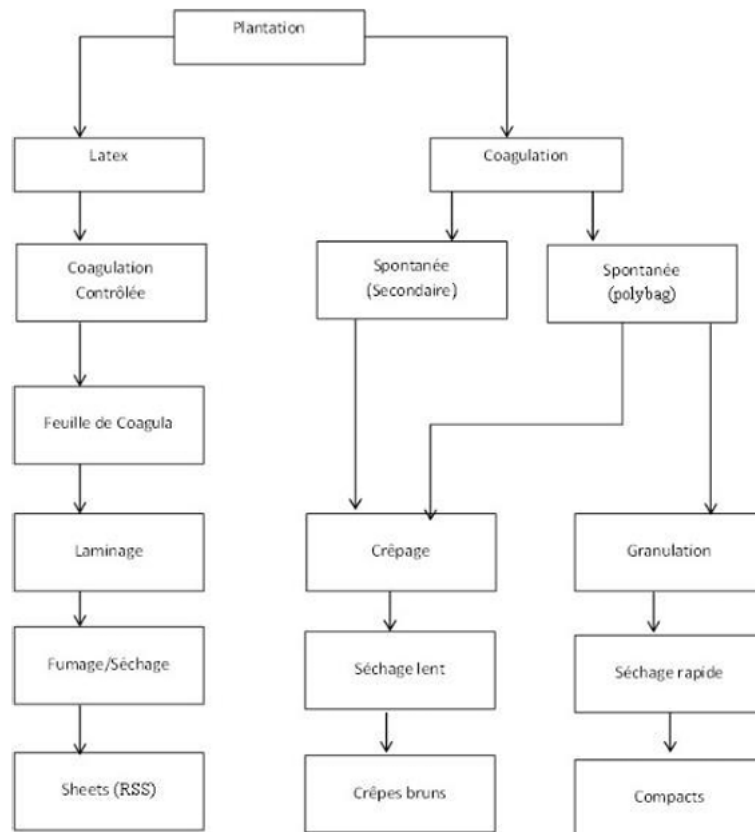 Plantation
Latex
Coagulation
Coagulation
Contrôlée
Spontanée
(Secondaire)
Spontanée
(polybag)
Feuille de Coagula
Laminage
Crêpage
Granulation
Fumage/Séchage
Séchage lent
Séchage rapide
Sheets (RSS)
Crêpes bruns
Compacts